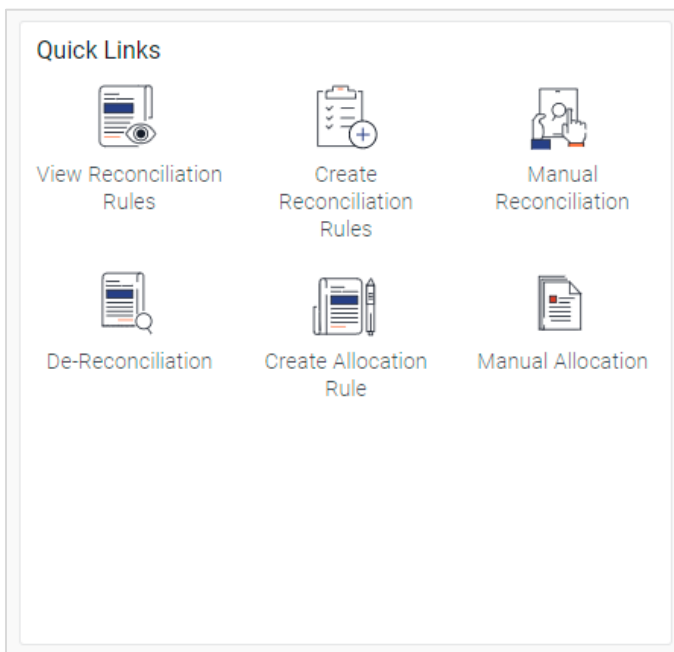 Quick Links
View Reconciliation
Rules
Create
Reconciliation
Rules
Manual
Reconciliation
De-Reconciliation
Create Allocation
Rule
Manual Allocation